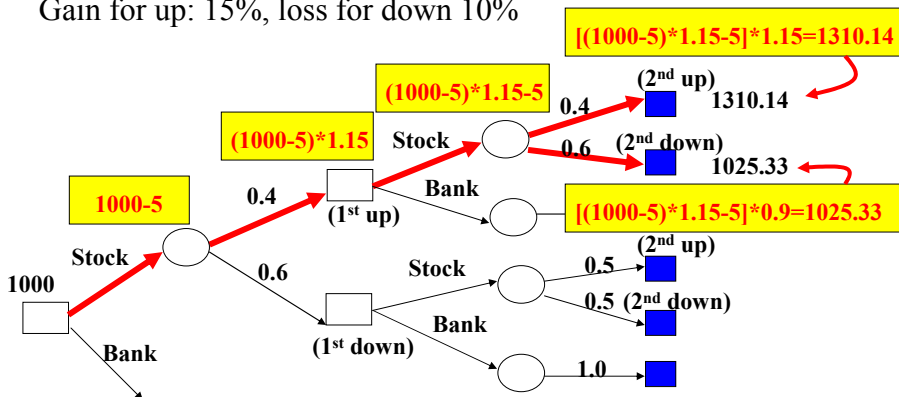 Gain for up: 15%, loss for down 10%
[(1000-5)*1.15-5]*1.15=1310.14
(2nd up)
(1000-5)*1.15-5
0.4
1310.14
(1000-5)*1.15
Stock
0.6
(2nd down)
1025.33
1000-5
0.4
Bank
(1st up)
[(1000-5)*1.15-5]*0.9=1025.33
(2nd up)
Stock
0.6
Stock
0.5
1000
0.5
(2nd down)
Bank
(1st down)
Bank
1.0